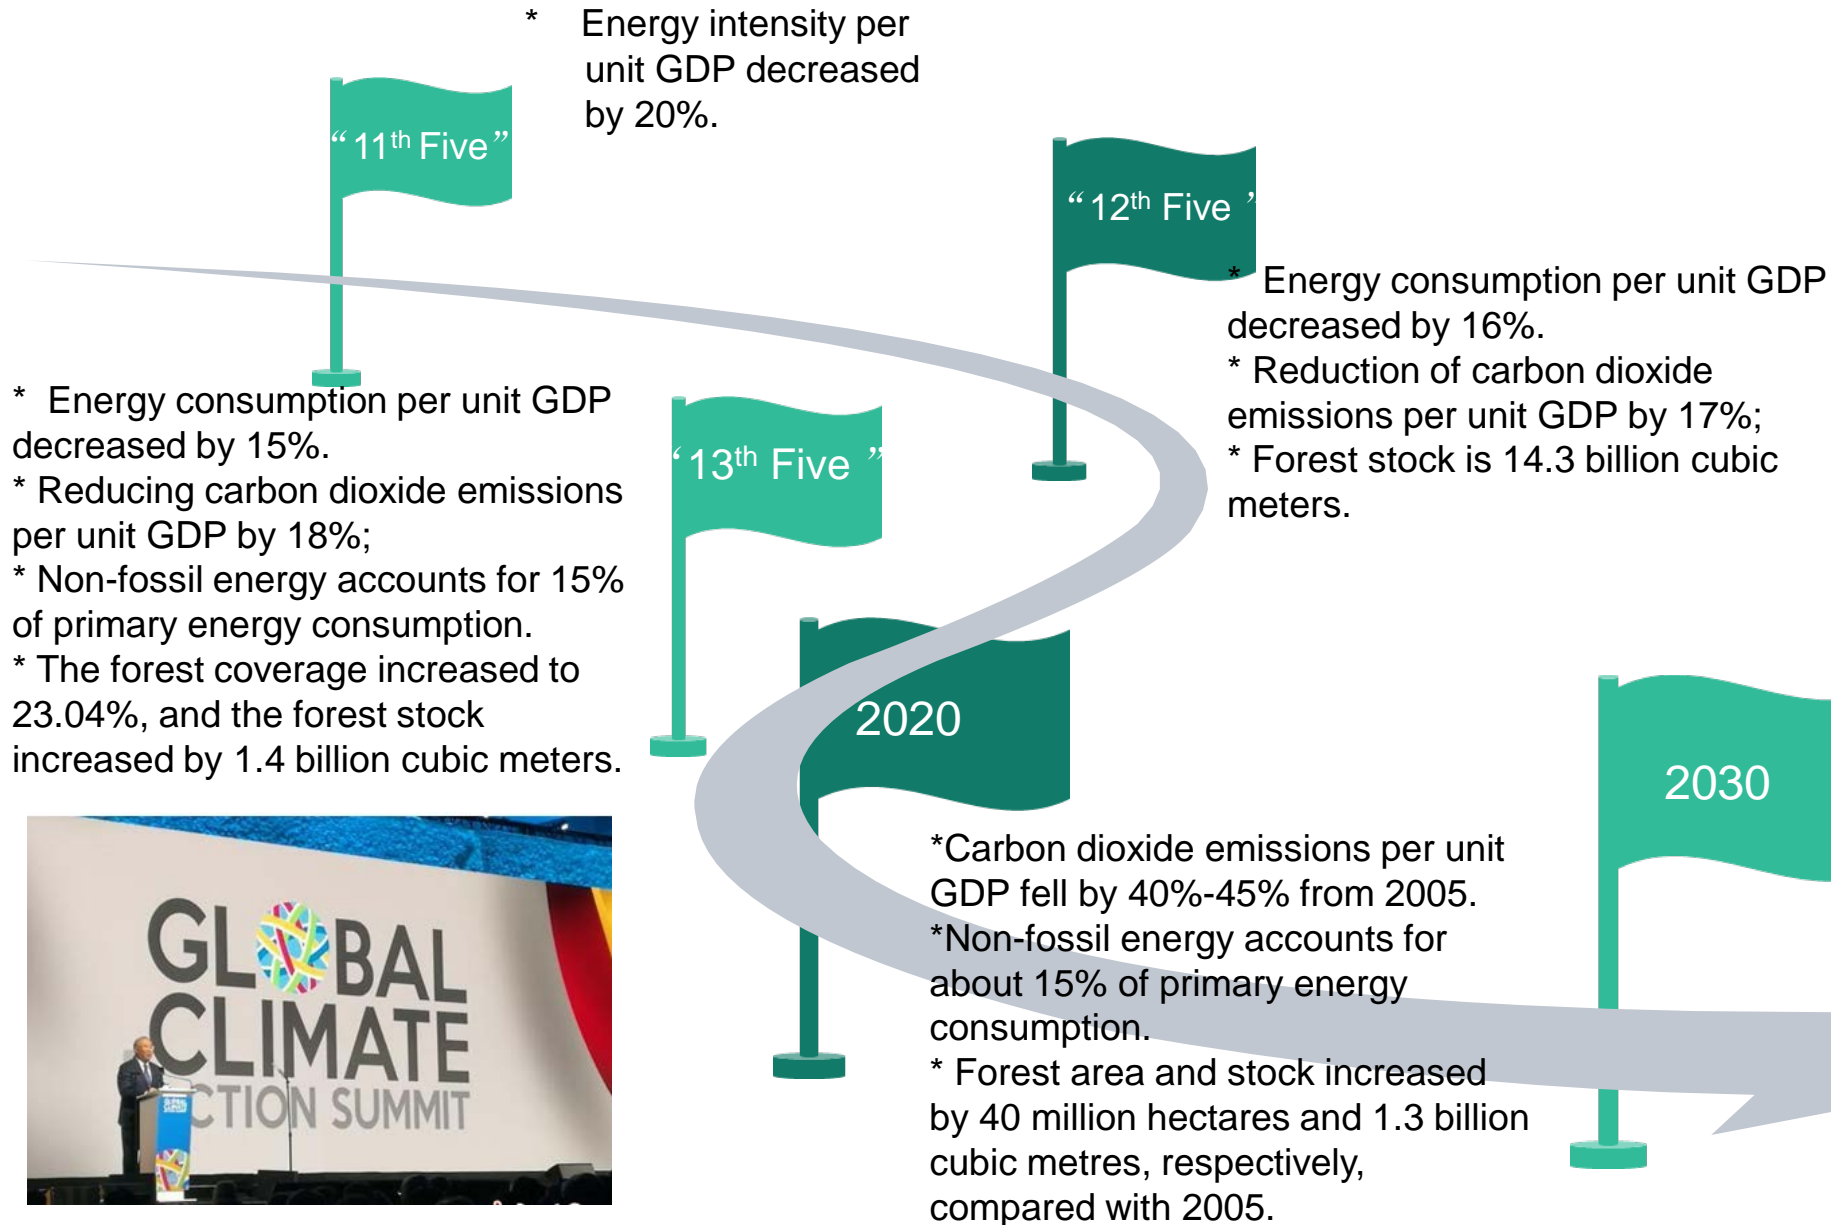 * Energy intensity per
unit GDP decreased
by 20%.
“11th Five”
“12th Five ”
* Energy consumption per unit GDP
decreased by 16%.
* Reduction of carbon dioxide
emissions per unit GDP by 17%;
* Forest stock is 14.3 billion cubic
meters.
* Energy consumption per unit GDP
decreased by 15%.
* Reducing carbon dioxide emissions
per unit GDP by 18%;
* Non-fossil energy accounts for 15%
of primary energy consumption.
* The forest coverage increased to
23.04%, and the forest stock
increased by 1.4 billion cubic meters.
“13th Five ”
2020
2030
*Carbon dioxide emissions per unit
GDP fell by 40%-45% from 2005.
*Non-fossil energy accounts for
about 15% of primary energy
consumption.
* Forest area and stock increased
by 40 million hectares and 1.3 billion
cubic metres, respectively,
compared with 2005.
GLOBAL
CLIMATE
CTION SUMMIT
GLOBAL
CLIMATE